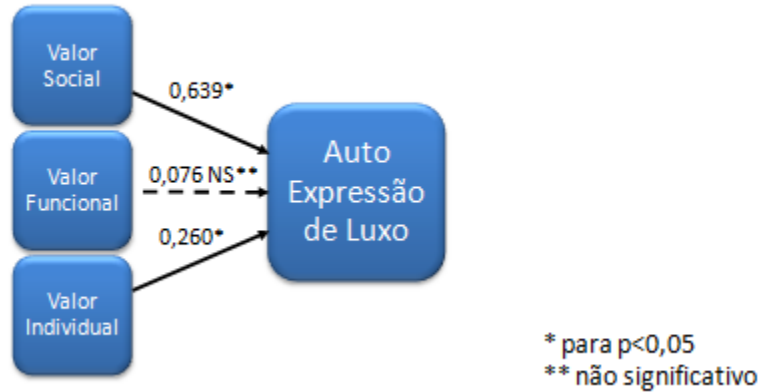 Valor
Social
0,639*
Valor
Funcional
0,076 NS**
Valor
Individual
0,260*
Auto
Expressão
de Luxo
* para p<0,05
** não significativo